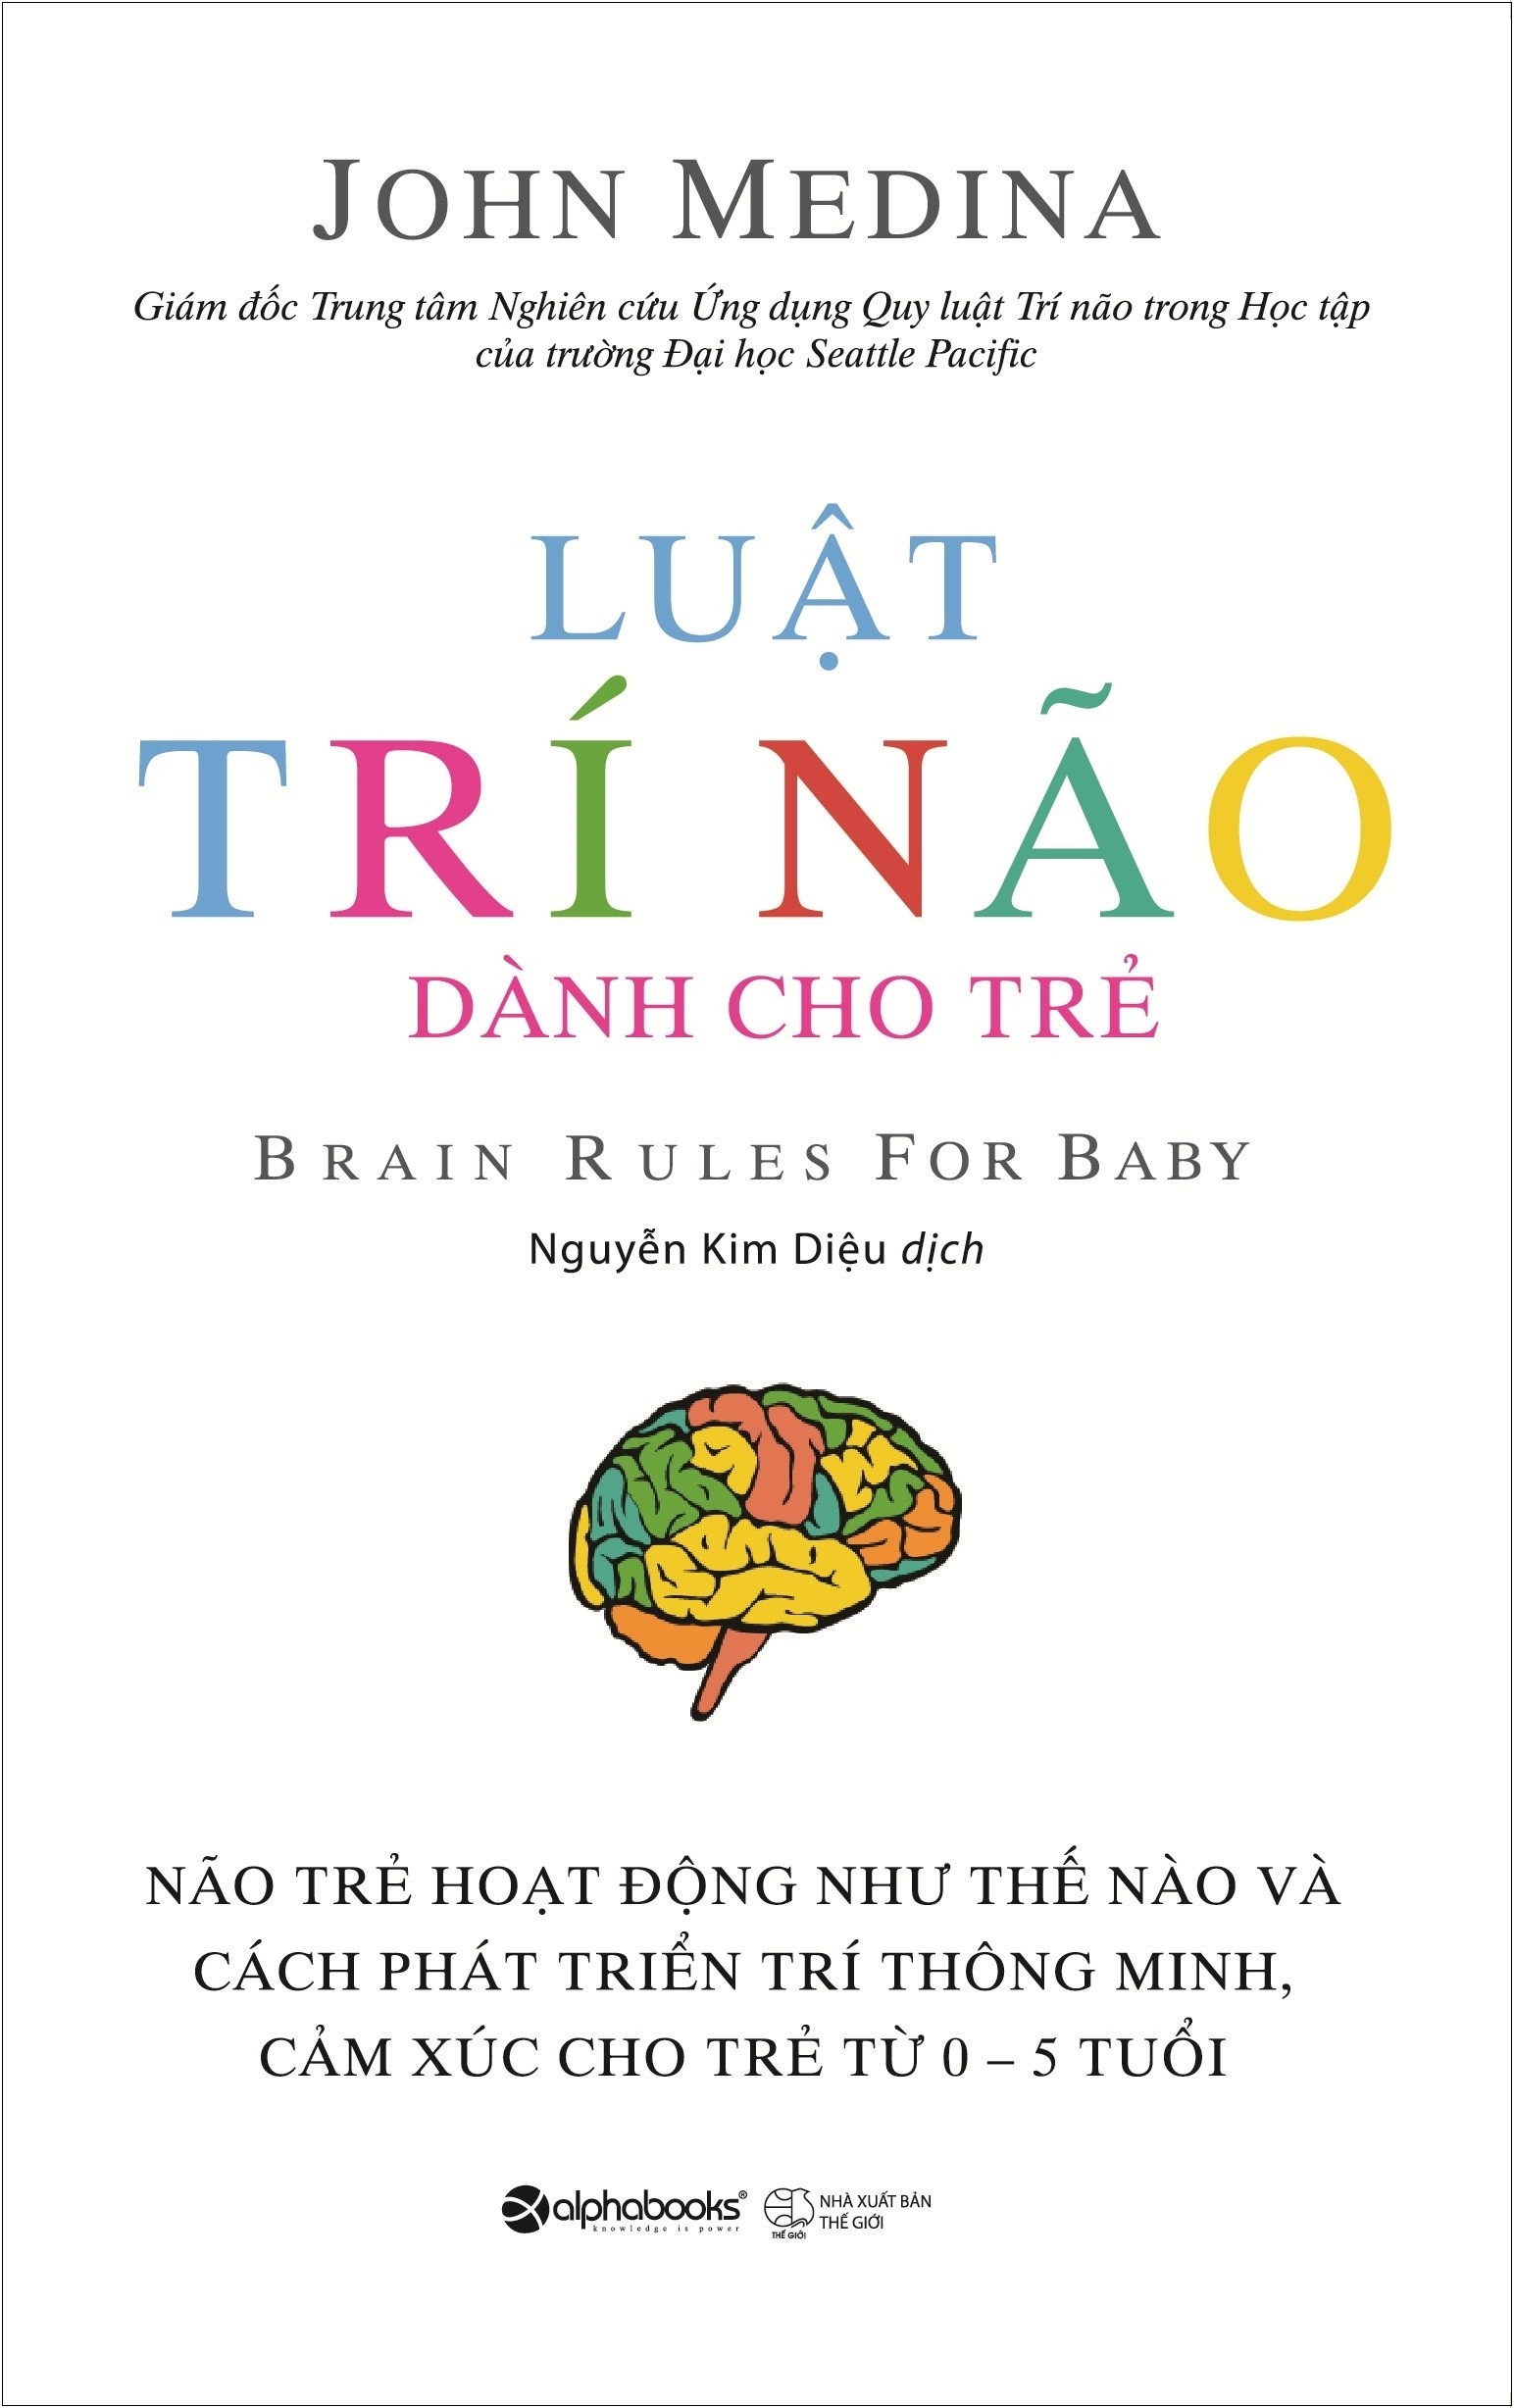 JOHN MEDINA
Giám đốc Trung tâm Nghiên cứu Ứng dụng Quy luật Trí não trong Học tập
của trường Đại học Seattle Pacific
LUẬT
TRÍ NÃO
DÀNH CHO TRẺ
BRAIN RULES FOR BABY
Nguyễn Kim Diệu dịch
NÃO TRẺ HOẠT ĐỘNG NHƯ THẾ NÀO VÀ
CÁCH PHÁT TRIỂN TRÍ THÔNG MINH,
CẢM XÚC CHO TRẺ TỪ 0 – 5 TUỔI
alphabooks®
knowledge is power
THẾ GIỚI
NHÀ XUẤT BẢN
THẾ GIỚI